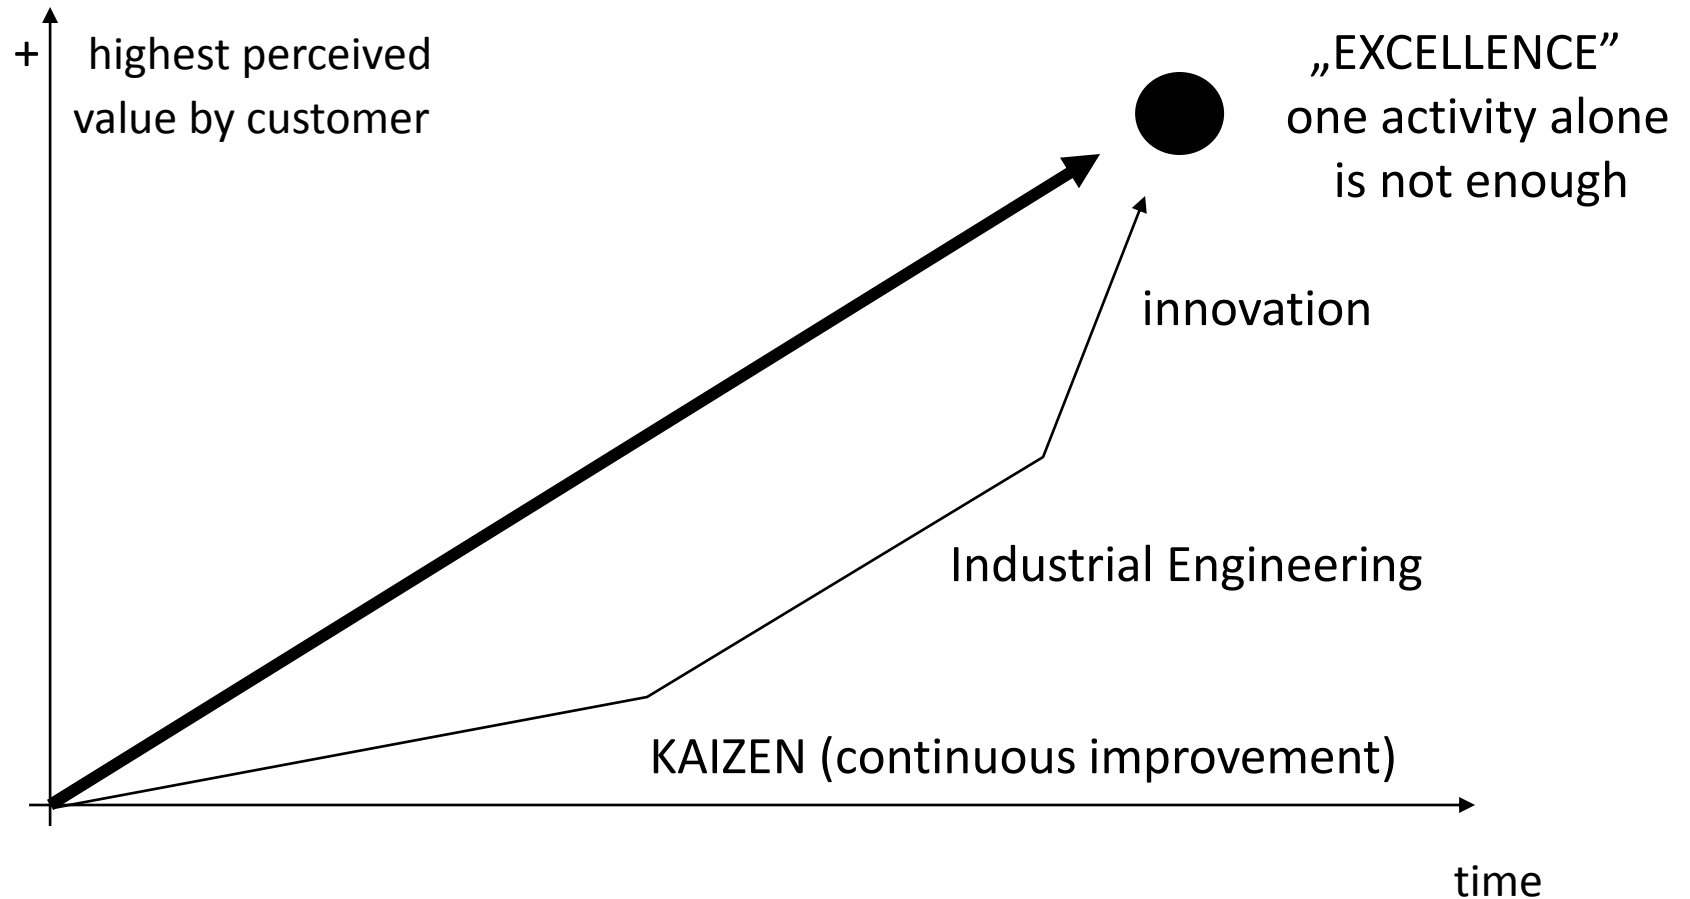 +
highest perceived
value by customer
„EXCELLENCE”
one activity alone
is not enough
innovation
Industrial Engineering
KAIZEN (continuous improvement)
time